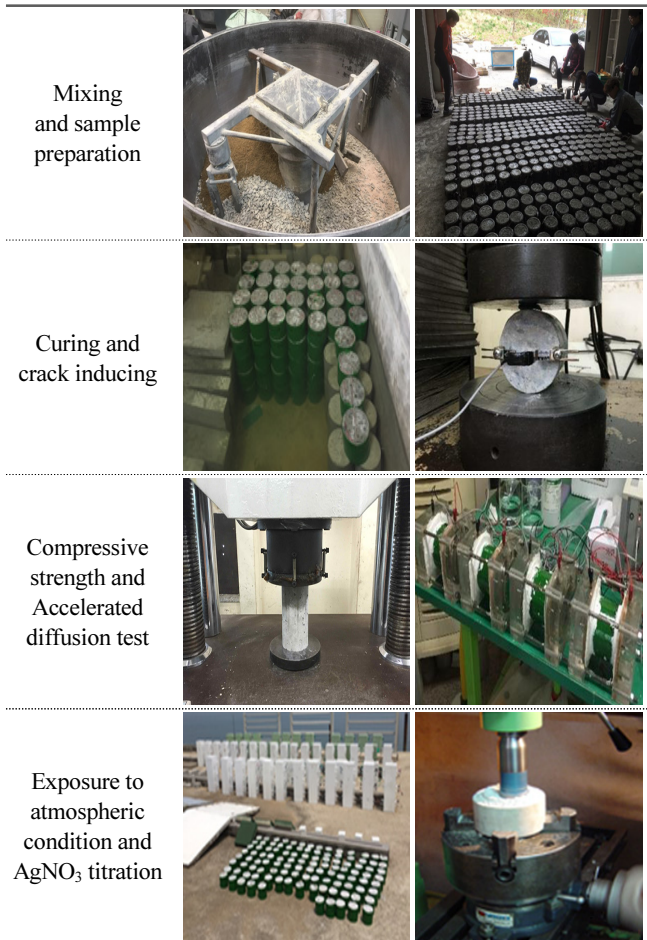 Mixing
and sample
preparation
Curing and
crack inducing
Compressive
strength and
Accelerated
diffusion test
Exposure to
atmospheric
condition and
AgNO₃ titration